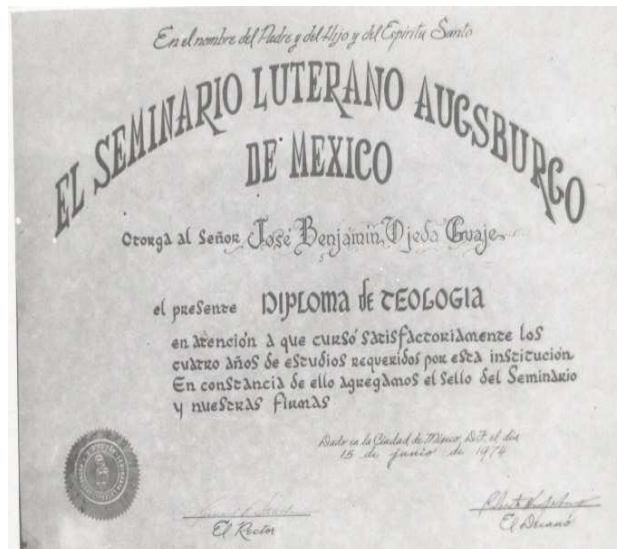 En el nombre del Padre y del Hijo y del Espíritu Santo
EL SEMINARIO LUTERANO AUGSBURGO
DE MEXICO
Otorga al Señor José Benjamin Ojeda Guaje
el presente DIPLOMA de TEOLOGIA
en atención a que cursó satisfactoriamente los
cuatro años de estudios requeridos por esta institución
En constancia de ello agregamos el sello del Seminario
y nuestras firmas
Dado en la Ciudad de México, D.F. el día
15 de junio de 1974
El Rector
El Decano